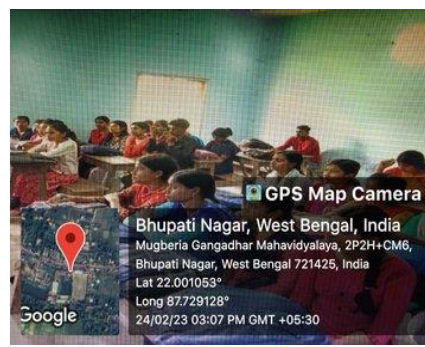 GPS Map Camera
Bhupati Nagar, West Bengal, India
Mugberia Gangadhar Mahavidyalaya, 2P2H+CM6,
Bhupati Nagar, West Bengal 721425, India
Lat 22.001053°
Long 87.729128°
24/02/23 03:07 PM GMT +05:30
Google